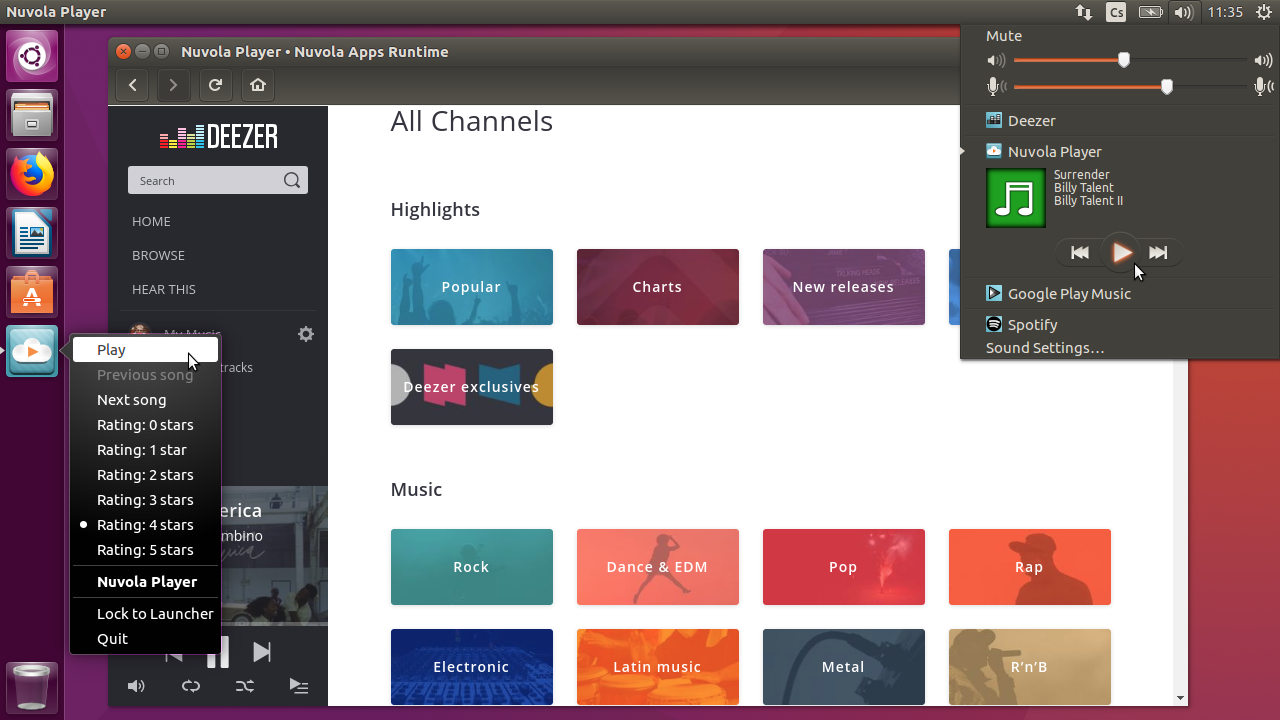 Nuvola Player
Cs
11:35
Nuvola Player • Nuvola Apps Runtime
Mute
Deezer
Nuvola Player
Surrender
Billy Talent
Billy Talent II
Google Play Music
Spotify
Sound Settings…
DEEZER
Search
HOME
BROWSE
HEAR THIS
My Music
tracks
erica
mbino
Play
Previous song
Next song
Rating: 0 stars
Rating: 1 star
Rating: 2 stars
Rating: 3 stars
Rating: 4 stars
Rating: 5 stars
Nuvola Player
Lock to Launcher
Quit
All Channels
Highlights
Popular
Charts
New releases
TALKING HEADS
Deezer exclusives
Music
Rock
Dance & EDM
Pop
Rap
Electronic
Latin music
Metal
R’n’B